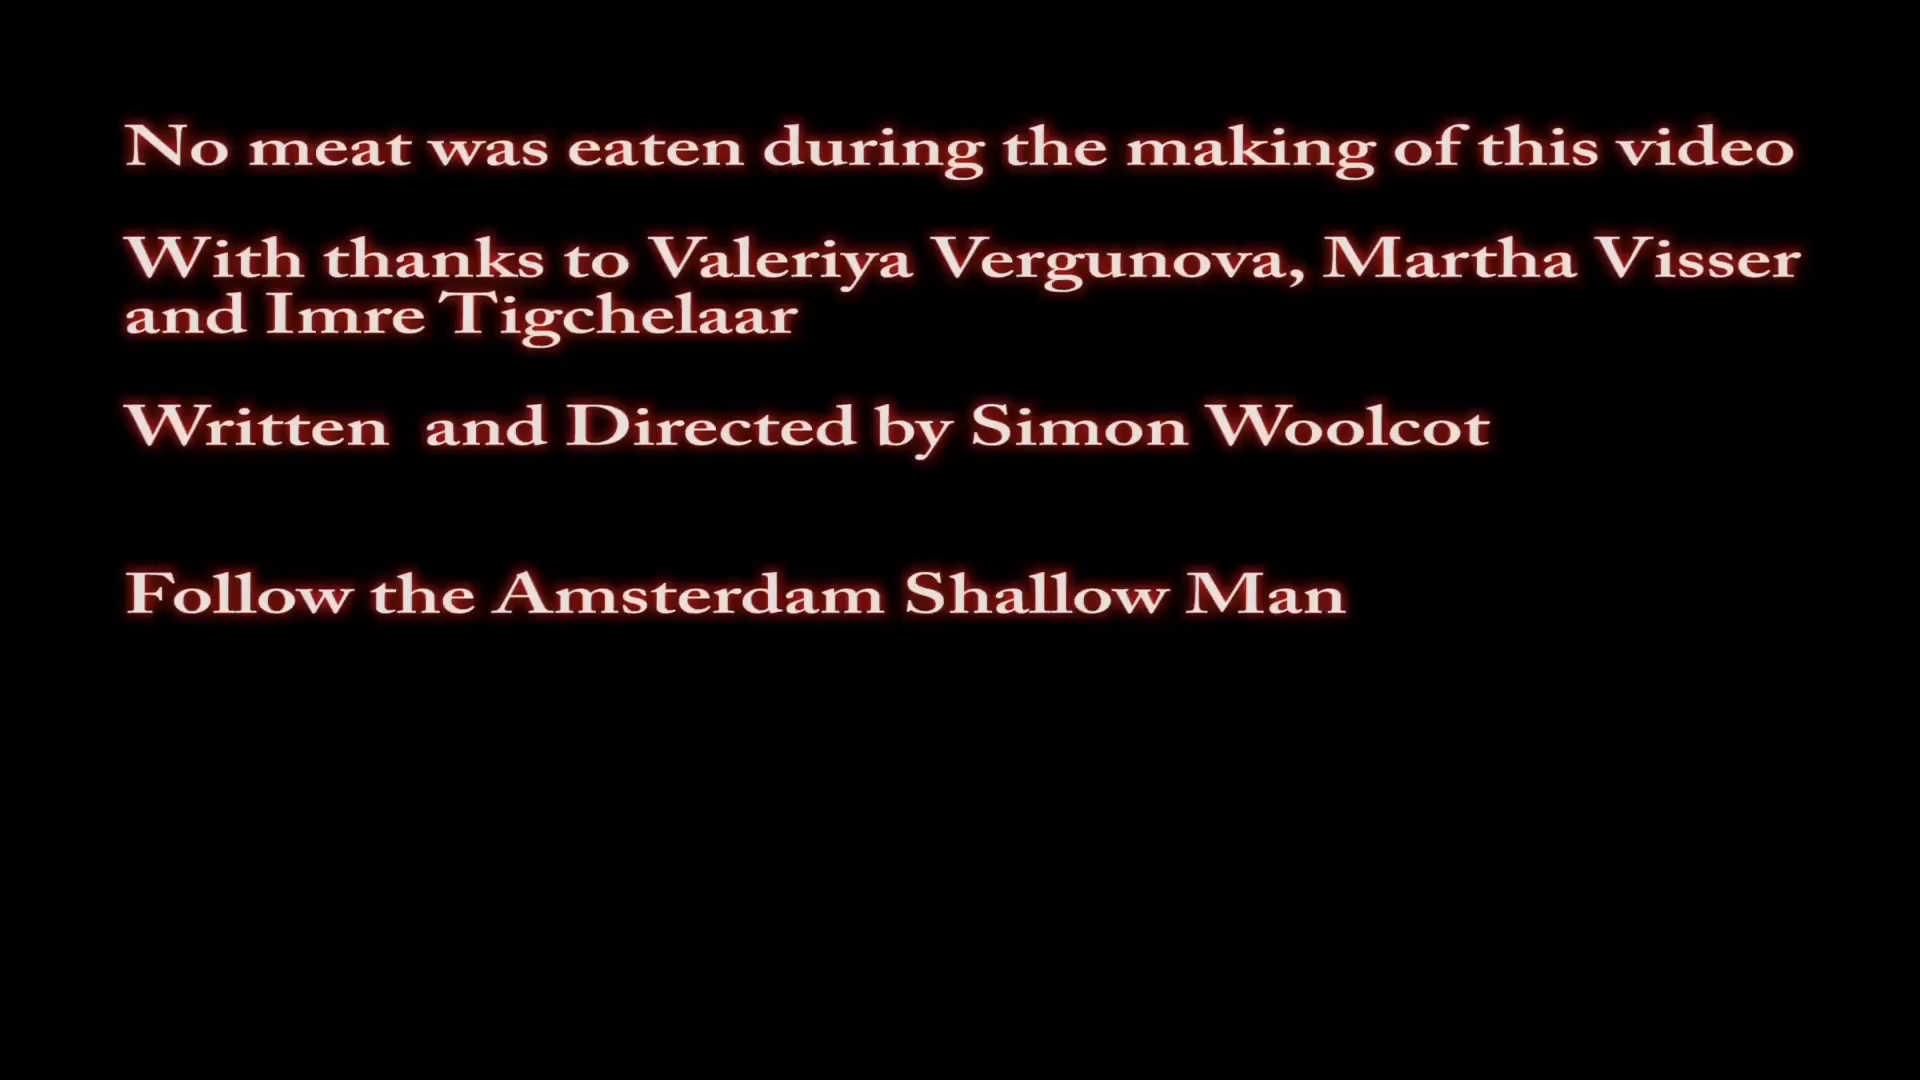 No meat was eaten during the making of this video
With thanks to Valeriya Vergunova, Martha Visser
and Imre Tigchelaar
Written  and Directed by Simon Woolcot
Follow the Amsterdam Shallow Man